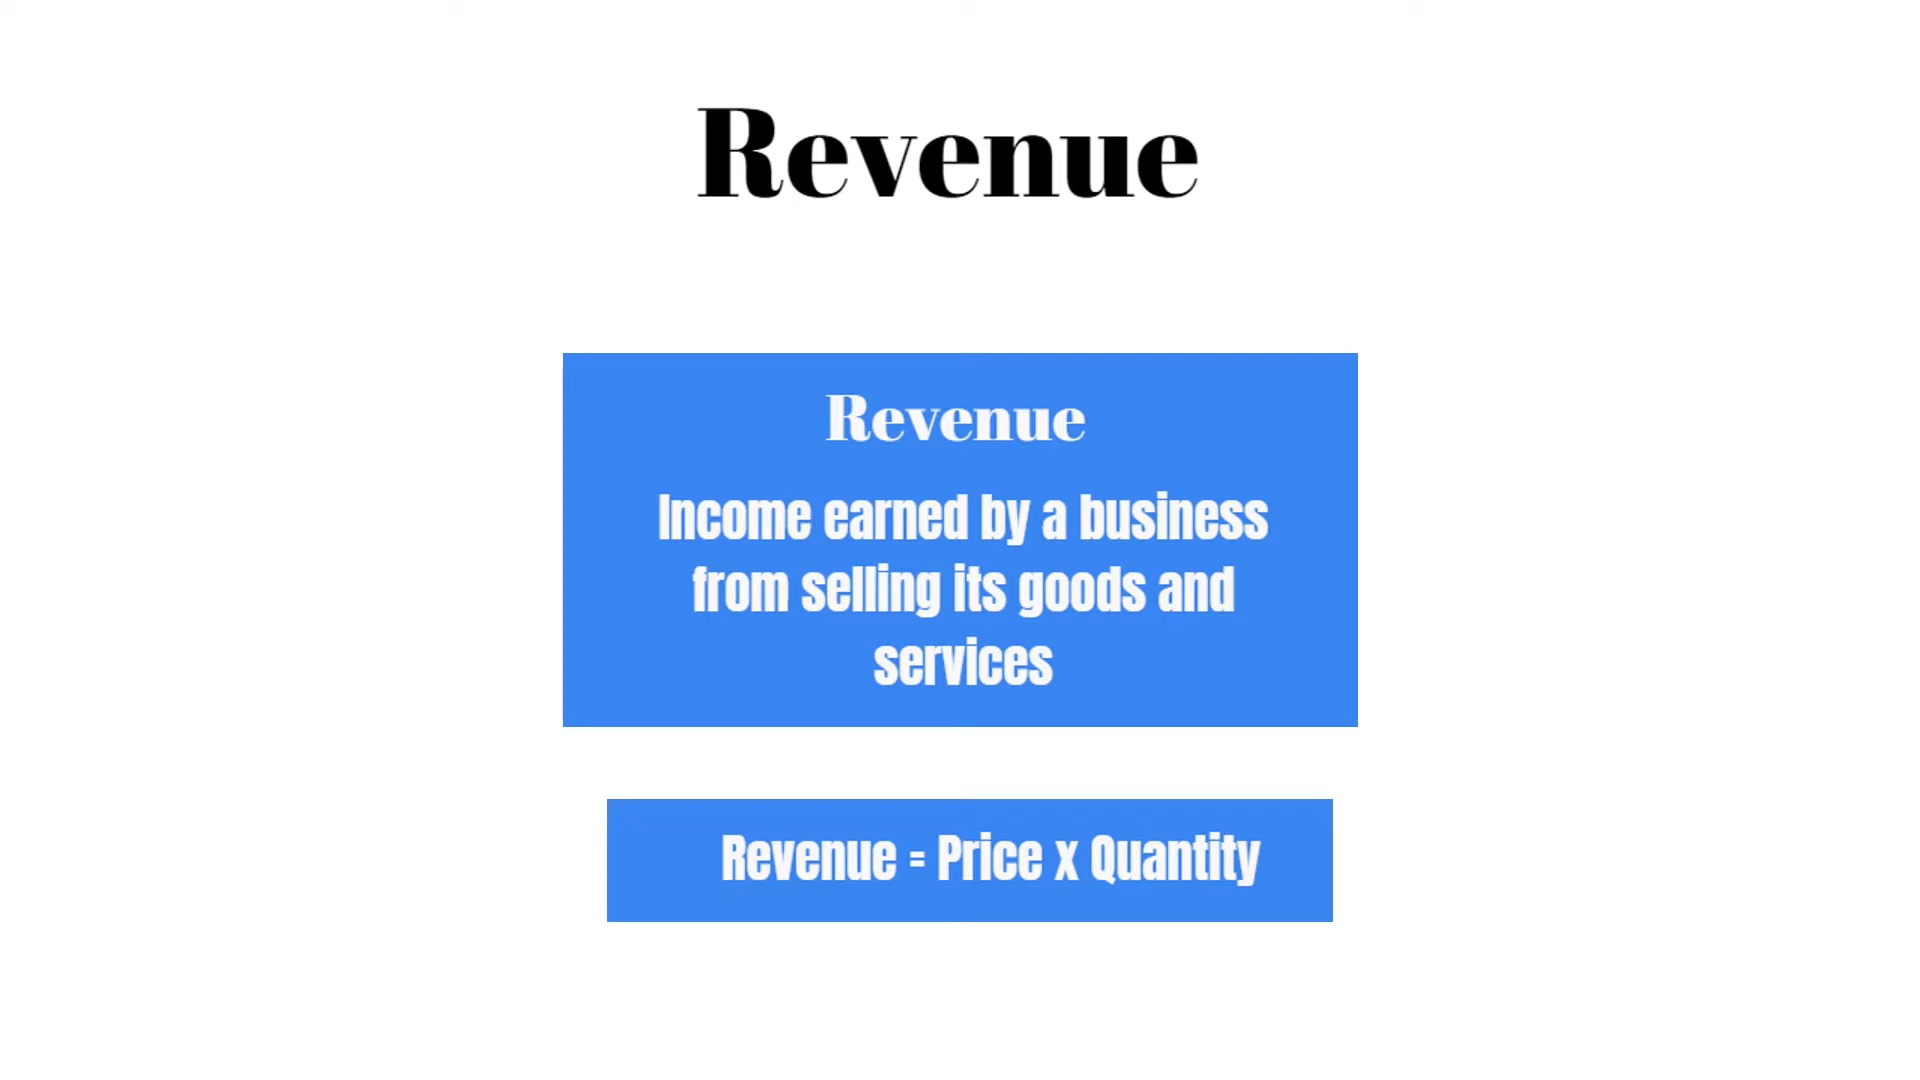 Revenue
Revenue
Income earned by a business
from selling its goods and
services
Revenue = Price x Quantity